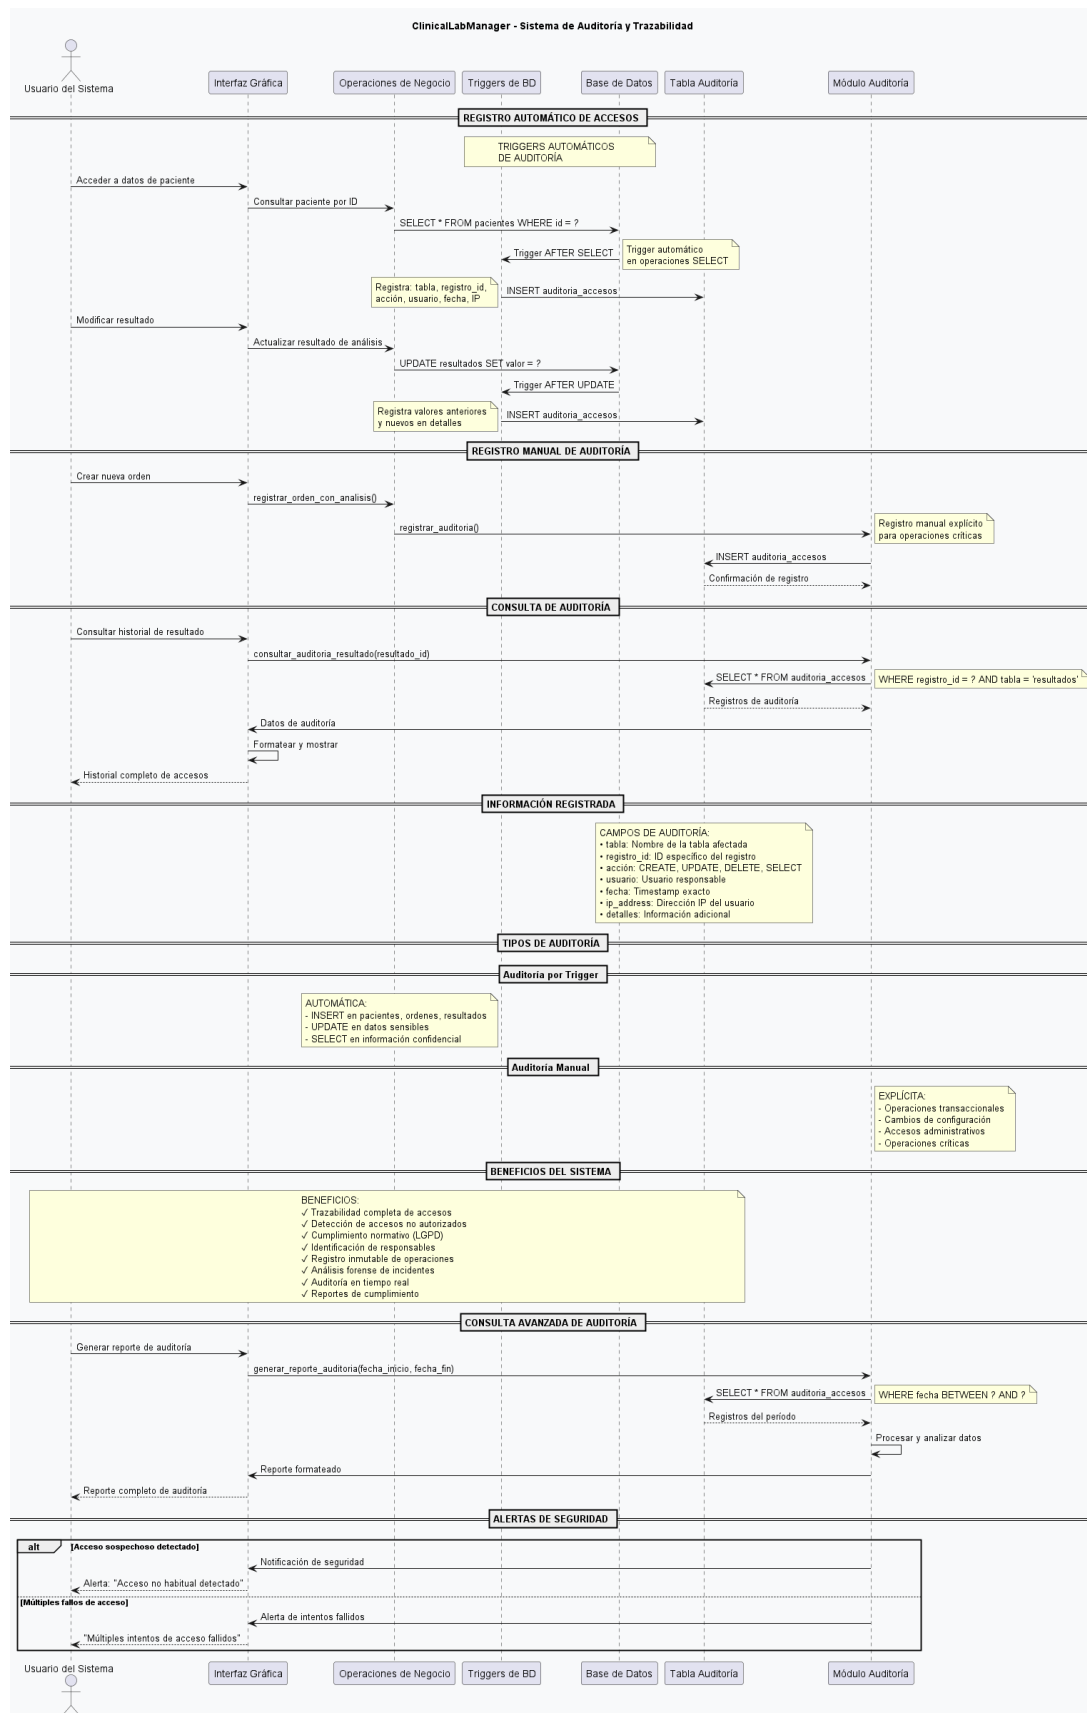 ClinicalLabManager - Sistema de Auditoría y Trazabilidad
Usuario del Sistema
Interfaz Gráfica
Operaciones de Negocio
Triggers de BD
Base de Datos
Tabla Auditoría
Módulo Auditoría
REGISTRO AUTOMÁTICO DE ACCESOS
TRIGGERS AUTOMÁTICOS
DE AUDITORÍA
Acceder a datos de paciente
Consultar paciente por ID
SELECT * FROM pacientes WHERE id = ?
Trigger AFTER SELECT
Trigger automático
en operaciones SELECT
Registra: tabla, registro_id,
acción, usuario, fecha, IP
INSERT auditoria_accesos
Modificar resultado
Actualizar resultado de análisis
UPDATE resultados SET valor = ?
Trigger AFTER UPDATE
Registra valores anteriores
y nuevos en detalles
INSERT auditoria_accesos
REGISTRO MANUAL DE AUDITORÍA
Crear nueva orden
registrar_orden_con_analisis()
registrar_auditoria()
Registro manual explícito
para operaciones críticas
INSERT auditoria_accesos
Confirmación de registro
CONSULTA DE AUDITORÍA
Consultar historial de resultado
consultar_auditoria_resultado(resultado_id)
SELECT * FROM auditoria_accesos
WHERE registro_id = ? AND tabla = 'resultados'
Registros de auditoría
Datos de auditoría
Formatear y mostrar
Historial completo de accesos
INFORMACIÓN REGISTRADA
CAMPOS DE AUDITORÍA:
• tabla: Nombre de la tabla afectada
• registro_id: ID específico del registro
• acción: CREATE, UPDATE, DELETE, SELECT
• usuario: Usuario responsable
• fecha: Timestamp exacto
• ip_address: Dirección IP del usuario
• detalles: Información adicional
TIPOS DE AUDITORÍA
Auditoría por Trigger
AUTOMÁTICA:
- INSERT en pacientes, ordenes, resultados
- UPDATE en datos sensibles
- SELECT en información confidencial
Auditoría Manual
EXPLÍCITA:
- Operaciones transaccionales
- Cambios de configuración
- Accesos administrativos
- Operaciones críticas
BENEFICIOS DEL SISTEMA
BENEFICIOS:
✓ Trazabilidad completa de accesos
✓ Detección de accesos no autorizados
✓ Cumplimiento normativo (LGPD)
✓ Identificación de responsables
✓ Registro inmutable de operaciones
✓ Análisis forense de incidentes
✓ Auditoría en tiempo real
✓ Reportes de cumplimiento
CONSULTA AVANZADA DE AUDITORÍA
Generar reporte de auditoría
generar_reporte_auditoria(fecha_inicio, fecha_fin)
SELECT * FROM auditoria_accesos
WHERE fecha BETWEEN ? AND ?
Registros del período
Procesar y analizar datos
Reporte formateado
Reporte completo de auditoría
ALERTAS DE SEGURIDAD
alt
[Acceso sospechoso detectado]
Notificación de seguridad
Alerta: "Acceso no habitual detectado"
[Múltiples fallos de acceso]
Alerta de intentos fallidos
"Múltiples intentos de acceso fallidos"
Usuario del Sistema
Interfaz Gráfica
Operaciones de Negocio
Triggers de BD
Base de Datos
Tabla Auditoría
Módulo Auditoría